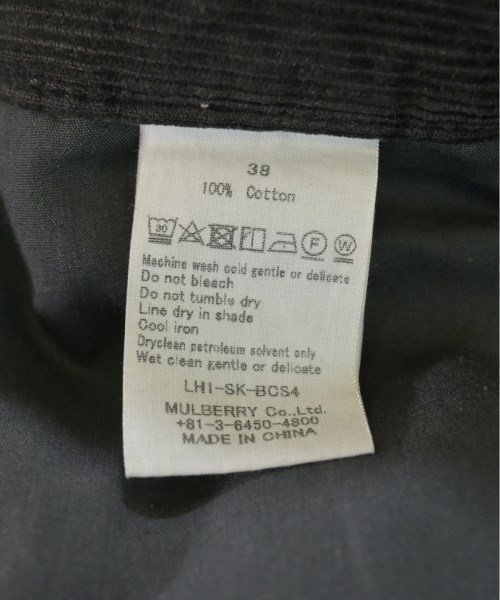 38
100% Cotton
30 F W
Machine wash cold gentle or delicate
Do not bleach
Do not tumble dry
Line dry in shade
Cool iron
Dryclean petroleum solvent only
Wet clean gentle or delicate
LHI-SK-BCS4
MULBERRY Co.,Ltd.
+81-3-6450-4800
MADE IN CHINA